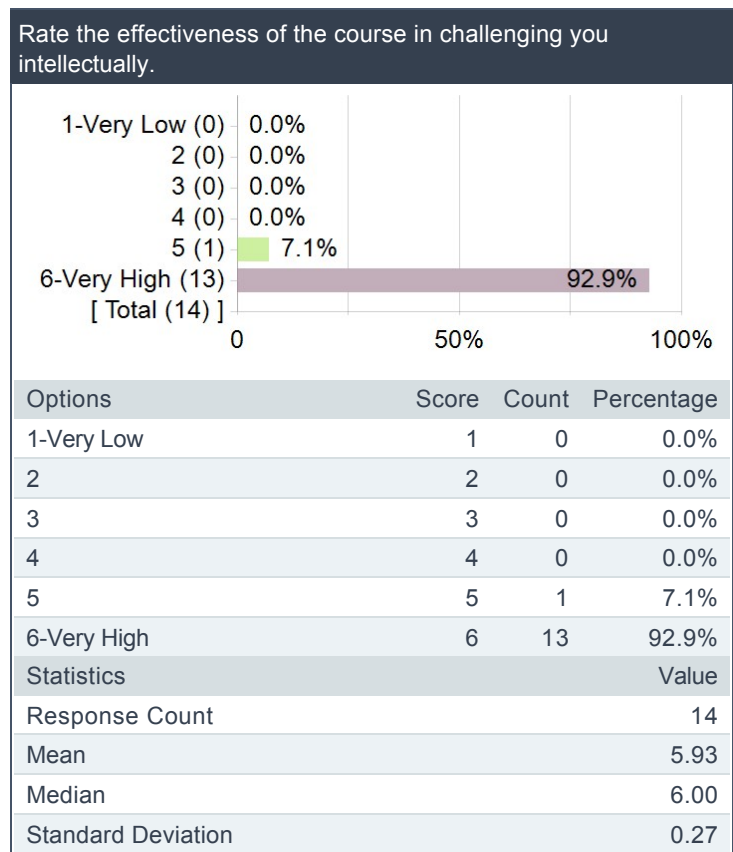 Rate the effectiveness of the course in challenging you
intellectually.
1-Very Low (0) 0.0%
2 (0) 0.0%
3 (0) 0.0%
4 (0) 0.0%
5 (1) 7.1%
6-Very High (13) 92.9%
[ Total (14) ]
0 50% 100%
Options Score Count Percentage
1-Very Low 1 0 0.0%
2 2 0 0.0%
3 3 0 0.0%
4 4 0 0.0%
5 5 1 7.1%
6-Very High 6 13 92.9%
Statistics Value
Response Count 14
Mean 5.93
Median 6.00
Standard Deviation 0.27